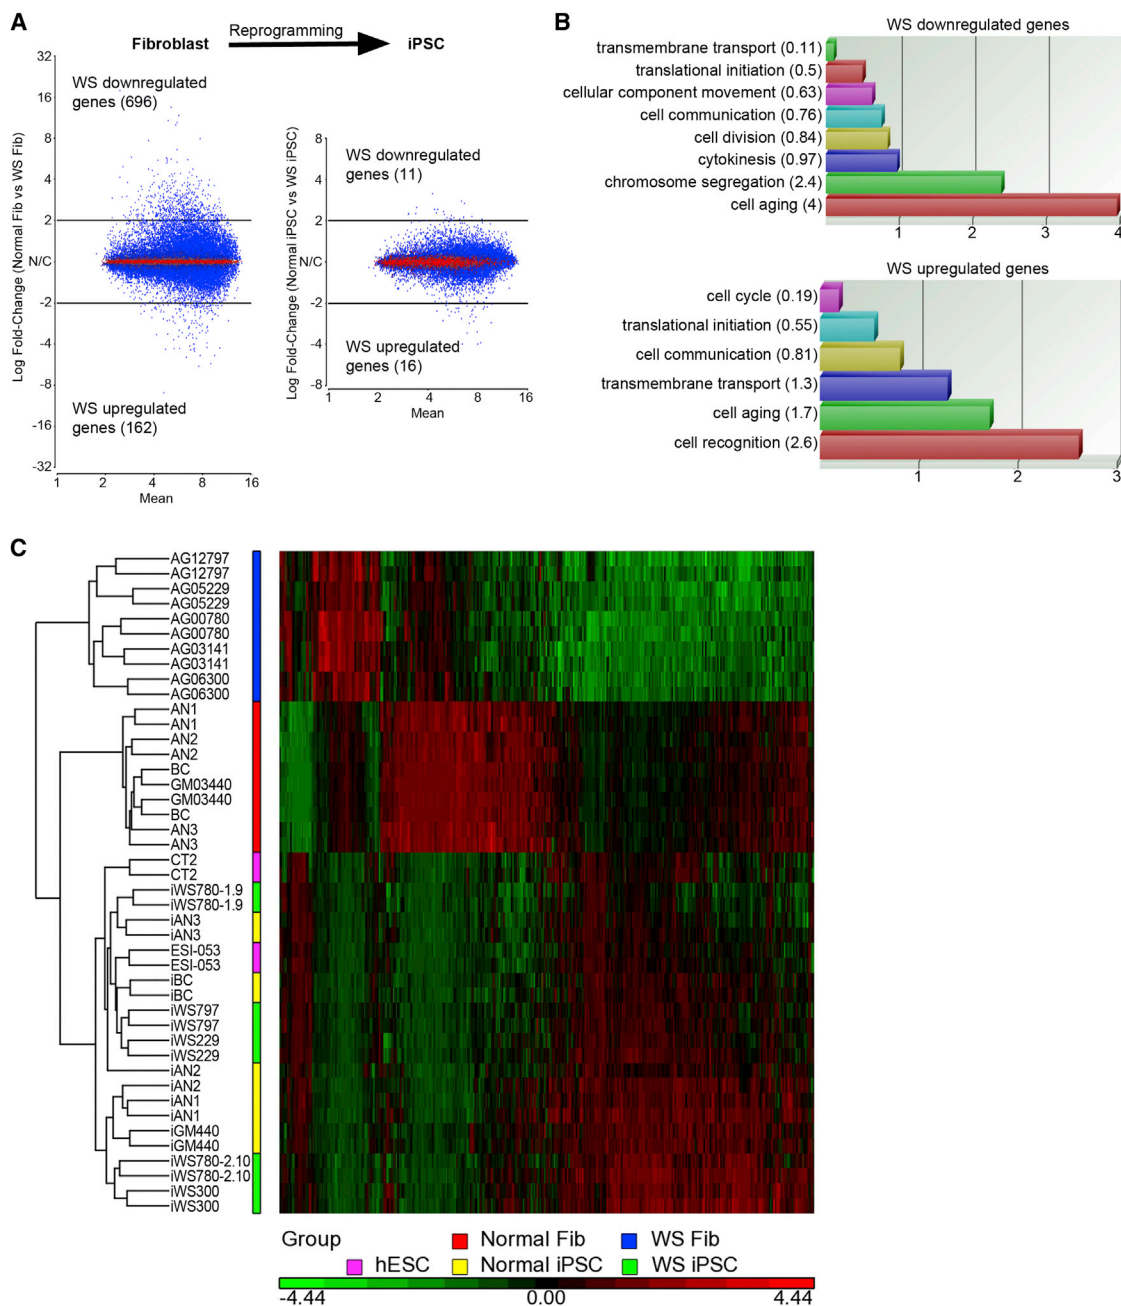 A
Reprogramming
Fibroblast
iPSC
WS downregulated
genes (696)
WS upregulated
genes (162)
Log Fold-Change (Normal Fib vs WS Fib)
32
16
8
4
2
N/C
-2
-4
-8
-16
-32
1
2
4
8
16
Mean
WS downregulated
genes (11)
WS upregulated
genes (16)
Log Fold-Change (Normal iPSC vs WS iPSC)
8
4
2
N/C
-2
-4
-8
1
2
4
8
16
Mean
B
WS downregulated genes
transmembrane transport (0.11)
translational initiation (0.5)
cellular component movement (0.63)
cell communication (0.76)
cell division (0.84)
cytokinesis (0.97)
chromosome segregation (2.4)
cell aging (4)
1
2
3
4
WS upregulated genes
cell cycle (0.19)
translational initiation (0.55)
cell communication (0.81)
transmembrane transport (1.3)
cell aging (1.7)
cell recognition (2.6)
1
2
3
C
AG12797
AG12797
AG05229
AG05229
AG00780
AG00780
AG03141
AG03141
AG06300
AG06300
AN1
AN1
AN2
AN2
BC
GM03440
GM03440
BC
AN3
AN3
CT2
CT2
iWS780-1.9
iWS780-1.9
iAN3
iAN3
ESI-053
ESI-053
iBC
iBC
iWS797
iWS797
iWS229
iWS229
iAN2
iAN2
iAN1
iAN1
iGM440
iGM440
iWS780-2.10
iWS780-2.10
iWS300
iWS300
Group
Normal Fib
WS Fib
hESC
Normal iPSC
WS iPSC
-4.44
0.00
4.44